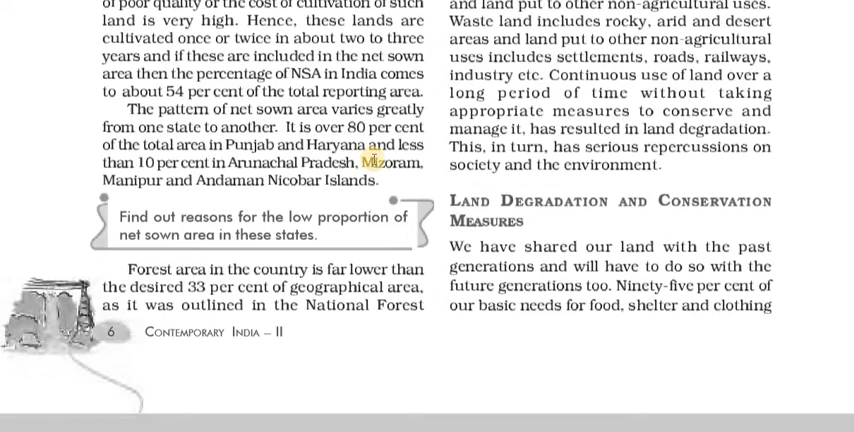 of poor quality or the cost of cultivation of such
land is very high. Hence, these lands are
cultivated once or twice in about two to three
years and if these are included in the net sown
area then the percentage of NSA in India comes
to about 54 per cent of the total reporting area.
The pattern of net sown area varies greatly
from one state to another. It is over 80 per cent
of the total area in Punjab and Haryana and less
than 10 per cent in Arunachal Pradesh, Mizoram,
Manipur and Andaman Nicobar Islands.
Find out reasons for the low proportion of
net sown area in these states.
Forest area in the country is far lower than
the desired 33 per cent of geographical area,
as it was outlined in the National Forest
6 CONTEMPORARY INDIA – II
and land put to other non-agricultural uses.
Waste land includes rocky, arid and desert
areas and land put to other non-agricultural
uses includes settlements, roads, railways,
industry etc. Continuous use of land over a
long period of time without taking
appropriate measures to conserve and
manage it, has resulted in land degradation.
This, in turn, has serious repercussions on
society and the environment.
LAND DEGRADATION AND CONSERVATION
MEASURES
We have shared our land with the past
generations and will have to do so with the
future generations too. Ninety-five per cent of
our basic needs for food, shelter and clothing